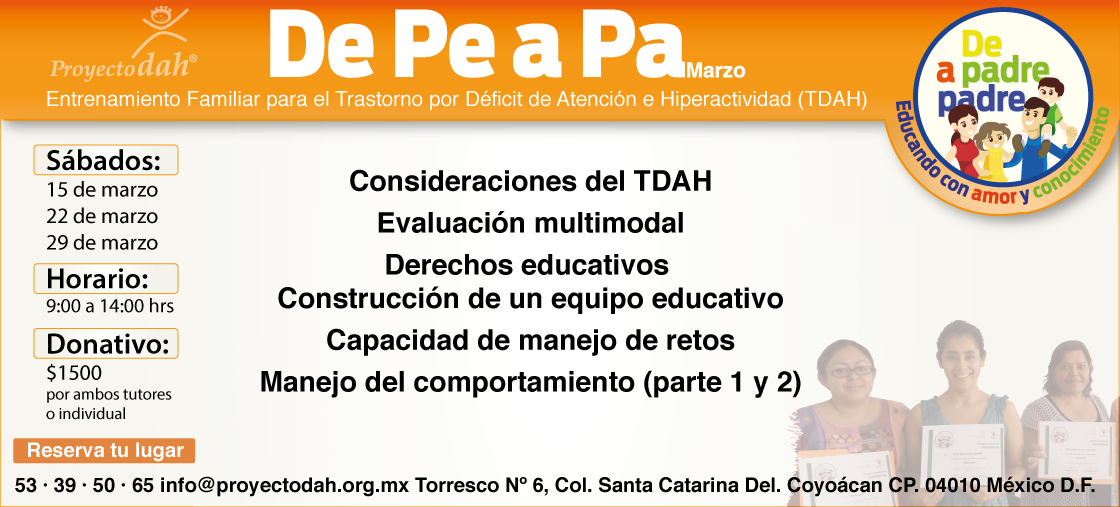 Proyectodah®
De Pe a Pa
Marzo
Entrenamiento Familiar para el Trastorno por Déficit de Atención e Hiperactividad (TDAH)
De
a padre
padre
Educando con amor y conocimiento
Sábados:
15 de marzo
22 de marzo
29 de marzo
Horario:
9:00 a 14:00 hrs
Donativo:
$1500
por ambos tutores
o individual
Consideraciones del TDAH
Evaluación multimodal
Derechos educativos
Construcción de un equipo educativo
Capacidad de manejo de retos
Manejo del comportamiento (parte 1 y 2)
Reserva tu lugar
53 · 39 · 50 · 65 info@proyectodah.org.mx Torresco Nº 6, Col. Santa Catarina Del. Coyoácan CP. 04010 México D.F.